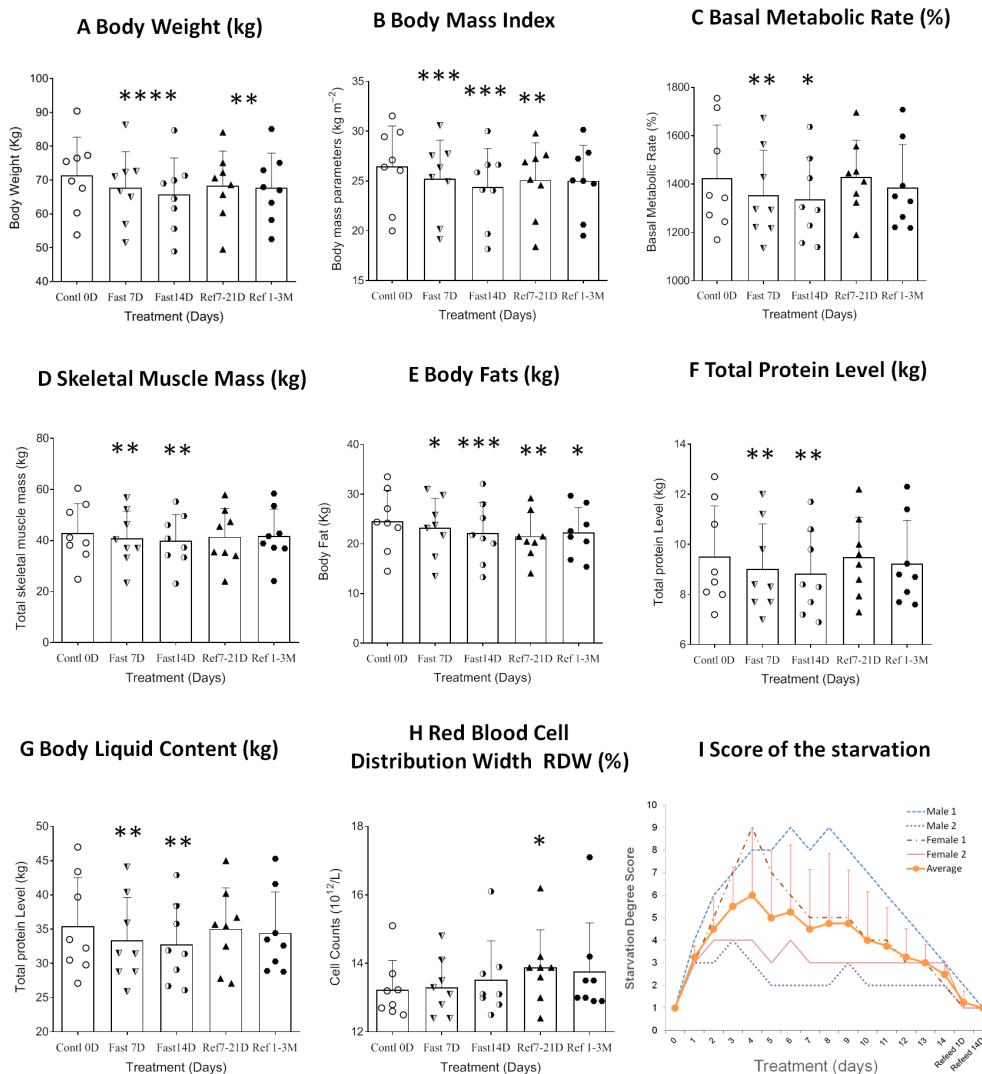 A Body Weight (kg)
B Body Mass Index
C Basal Metabolic Rate (%)
100
90
80
70
60
50
40
Body Weight (Kg)
****
**
Contl 0D Fast 7D Fast14D Ref7-21D Ref 1-3M
Treatment (Days)
35
30
25
20
15
Body mass parameters (kg m⁻²)
***
***
**
Contl 0D Fast 7D Fast14D Ref7-21D Ref 1-3M
Treatment (Days)
1800
1600
1400
1200
1000
Basal Metabolic Rate (%)
**
*
Contl 0D Fast 7D Fast14D Ref7-21D Ref 1-3M
Treatment (Days)
D Skeletal Muscle Mass (kg)
E Body Fats (kg)
F Total Protein Level (kg)
80
60
40
20
0
Total skeletal muscle mass (kg)
**
**
Contl 0D Fast 7D Fast14D Ref7-21D Ref 1-3M
Treatment (Days)
40
30
20
10
0
Body Fat (Kg)
*
***
**
*
Contl 0D Fast 7D Fast14D Ref7-21D Ref 1-3M
Treatment (Days)
14
12
10
8
6
Total protein Level (kg)
**
**
Contl 0D Fast 7D Fast14D Ref7-21D Ref 1-3M
Treatment (Days)
G Body Liquid Content (kg)
H Red Blood Cell
Distribution Width RDW (%)
I Score of the starvation
50
45
40
35
30
25
20
Total protein Level (kg)
**
**
Contl 0D Fast 7D Fast14D Ref7-21D Ref 1-3M
Treatment (Days)
18
16
14
12
Cell Counts (10¹²/L)
*
Contl 0D Fast 7D Fast14D Ref7-21D Ref 1-3M
Treatment (Days)
10
9
8
7
6
5
4
3
2
1
0
Starvation Degree Score
Male 1
Male 2
Female 1
Female 2
Average
0 1 2 3 4 5 6 7 8 9 10 11 12 13 14 Refeed 1D Refeed 14D
Treatment (days)